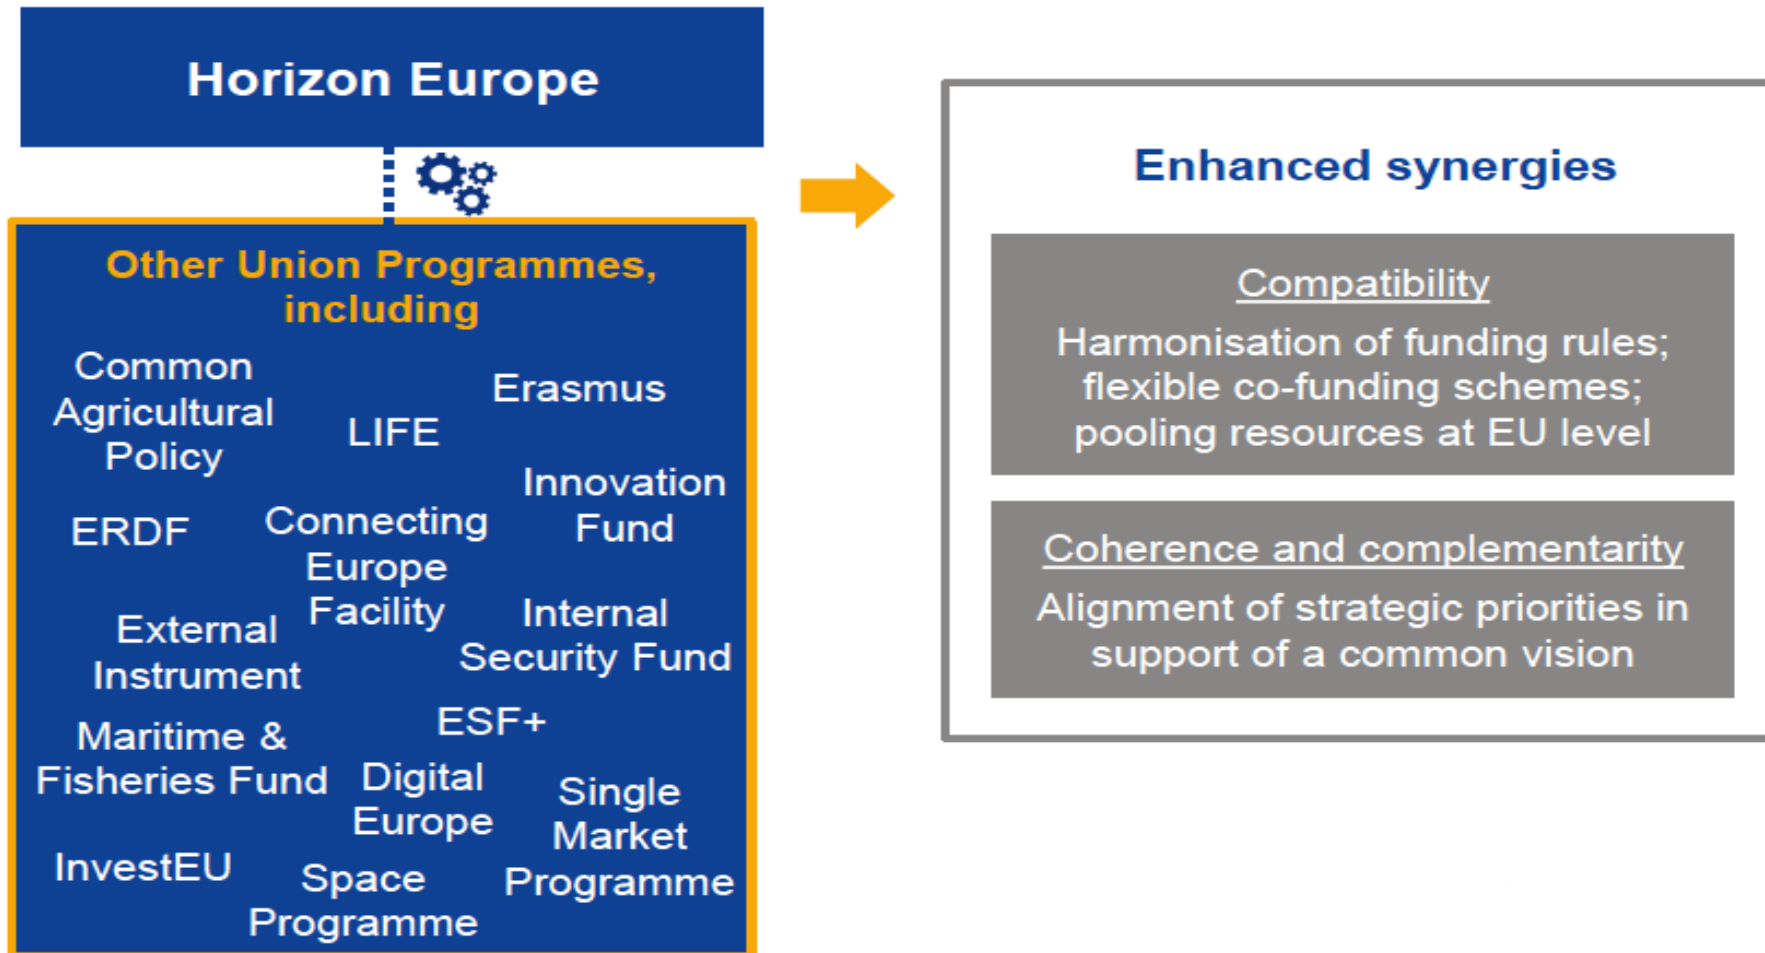 Horizon Europe
Other Union Programmes,
including
Common
Agricultural
Policy
LIFE
Erasmus
Innovation
Fund
ERDF
Connecting
Europe
Facility
External
Instrument
Internal
Security Fund
ESF+
Maritime &
Fisheries Fund
Digital
Europe
Single
Market
Programme
InvestEU
Space
Programme
Enhanced synergies
Compatibility
Harmonisation of funding rules;
flexible co-funding schemes;
pooling resources at EU level
Coherence and complementarity
Alignment of strategic priorities in
support of a common vision